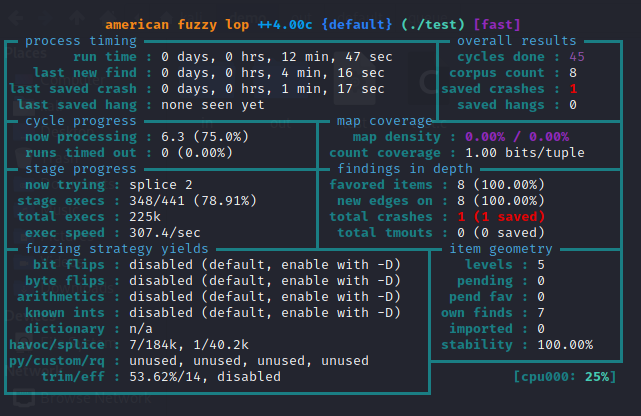 american fuzzy lop ++4.00c {default} (./test) [fast]
process timing overall results
run time : 0 days, 0 hrs, 12 min, 47 sec cycles done : 45
last new find : 0 days, 0 hrs, 4 min, 16 sec corpus count : 8
last saved crash : 0 days, 0 hrs, 1 min, 17 sec saved crashes : 1
last saved hang : none seen yet saved hangs : 0
cycle progress map coverage
now processing : 6.3 (75.0%) map density : 0.00% / 0.00%
runs timed out : 0 (0.00%) count coverage : 1.00 bits/tuple
stage progress findings in depth
now trying : splice 2 favored items : 8 (100.00%)
stage execs : 348/441 (78.91%) new edges on : 8 (100.00%)
total execs : 225k total crashes : 1 (1 saved)
exec speed : 307.4/sec total tmouts : 0 (0 saved)
fuzzing strategy yields item geometry
bit flips : disabled (default, enable with -D) levels : 5
byte flips : disabled (default, enable with -D) pending : 0
arithmetics : disabled (default, enable with -D) pend fav : 0
known ints : disabled (default, enable with -D) own finds : 7
dictionary : n/a imported : 0
havoc/splice : 7/184k, 1/40.2k stability : 100.00%
py/custom/rq : unused, unused, unused, unused
trim/eff : 53.62%/14, disabled [cpu000: 25%]